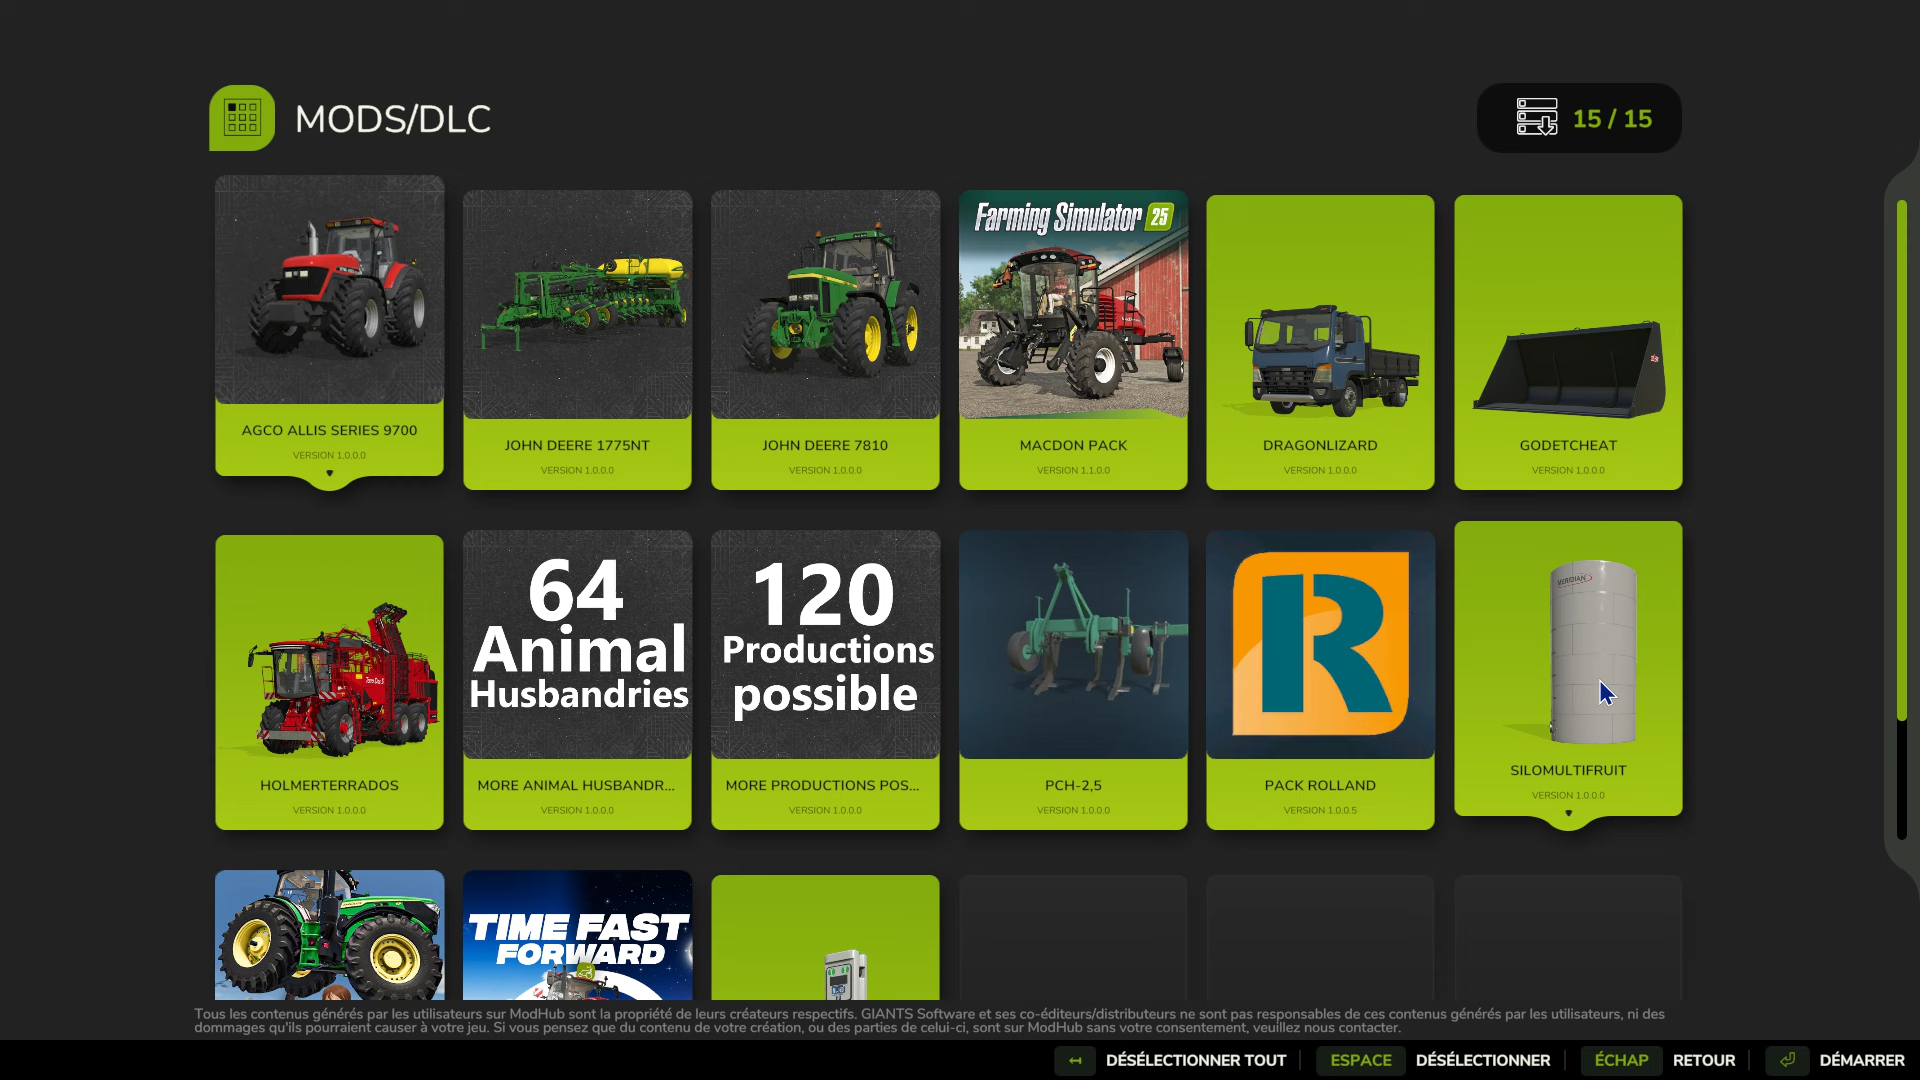 MODS/DLC
15 / 15
AGCO ALLIS SERIES 9700
VERSION 1.0.0.0
JOHN DEERE 1775NT
VERSION 1.0.0.0
JOHN DEERE 7810
VERSION 1.0.0.0
Farming Simulator 25
MACDON PACK
VERSION 1.1.0.0
DRAGONLIZARD
VERSION 1.0.0.0
GODETCHEAT
VERSION 1.0.0.0
HOLMERTERRADOS
VERSION 1.0.0.0
64
Animal
Husbandries
MORE ANIMAL HUSBANDR...
VERSION 1.0.0.0
120
Productions
possible
MORE PRODUCTIONS POS...
VERSION 1.0.0.0
PCH-2,5
VERSION 1.0.0.0
R
PACK ROLLAND
VERSION 1.0.0.5
MERIDIAN
SILOMULTIFRUIT
VERSION 1.0.0.0
TIME FAST
FORWARD
Tous les contenus générés par les utilisateurs sur ModHub sont la propriété de leurs créateurs respectifs. GIANTS Software et ses co-éditeurs/distributeurs ne sont pas responsables de ces contenus générés par les utilisateurs, ni des
dommages qu'ils pourraient causer à votre jeu. Si vous pensez que du contenu de votre création, ou des parties de celui-ci, sont sur ModHub sans votre consentement, veuillez nous contacter.
DÉSÉLECTIONNER TOUT
ESPACE DÉSÉLECTIONNER
ÉCHAP RETOUR
DÉMARRER